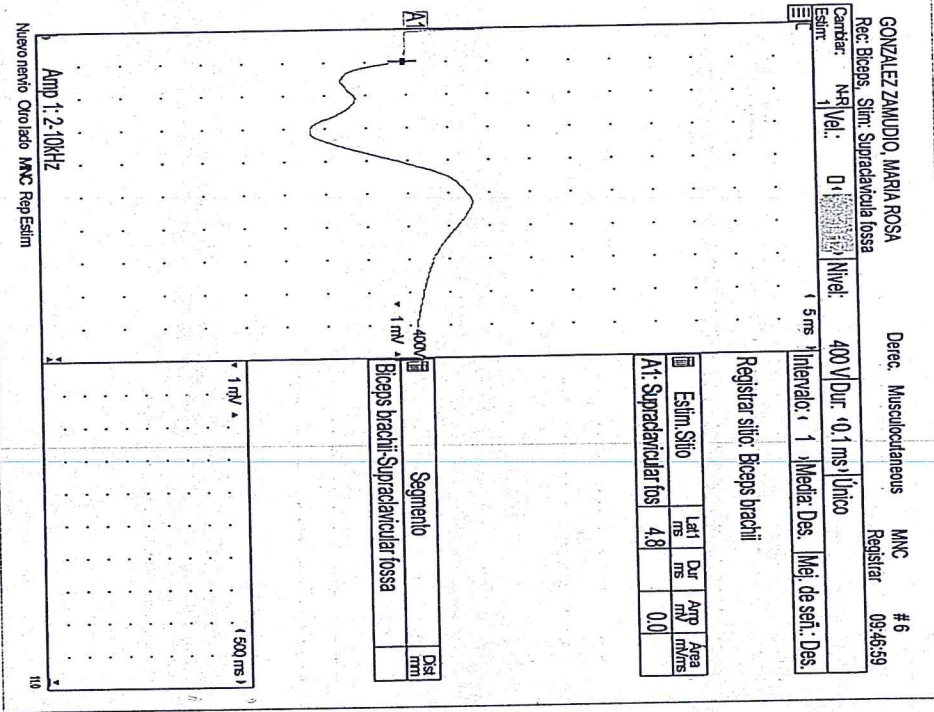 GONZALEZ ZAMUDIO, MARIA ROSA Derec. Musculocutaneous MNC # 6
Rec: Biceps, Stim: Supraclavicula fossa Registrar 09:46:59
Cambiar: N-R Vel.: Nivel: 400 V Dur: 0,1 ms Único
Estim: 1 Intervalo: 1 Media: Des. Mej. de señ.: Des.
5 ms
Registrar sitio: Biceps brachii
Estim.Sitio Lat1 ms Dur ms Amp mV Área mVms
A1: Supraclavicular fos 4.8 0.0
A1
400V
1 mV
Segmento Dist mm
Biceps brachii-Supraclavicular fossa
1 mV
500 ms
Amp 1: 2-10kHz
Nuevo nervio Otro lado MNC Rep Estim
110